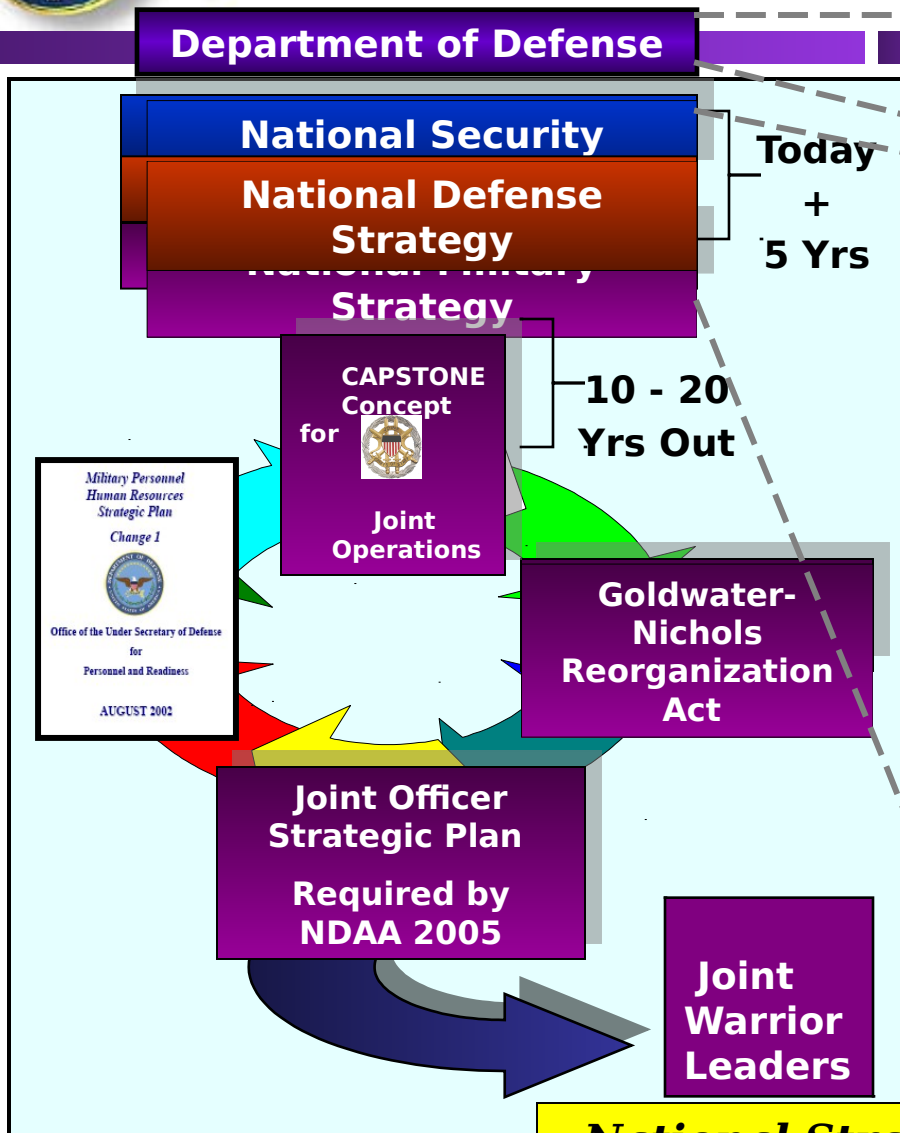 Department of Defense
National Security
National Defense
Strategy
National Military
Strategy
Today
+
5 Yrs
CAPSTONE
Concept
for
Joint
Operations
10 - 20
Yrs Out
Military Personnel
Human Resources
Strategic Plan
Change 1
Office of the Under Secretary of Defense
for
Personnel and Readiness
AUGUST 2002
Goldwater-
Nichols
Reorganization
Act
Joint Officer
Strategic Plan
Required by
NDAA 2005
Joint
Warrior
Leaders
National